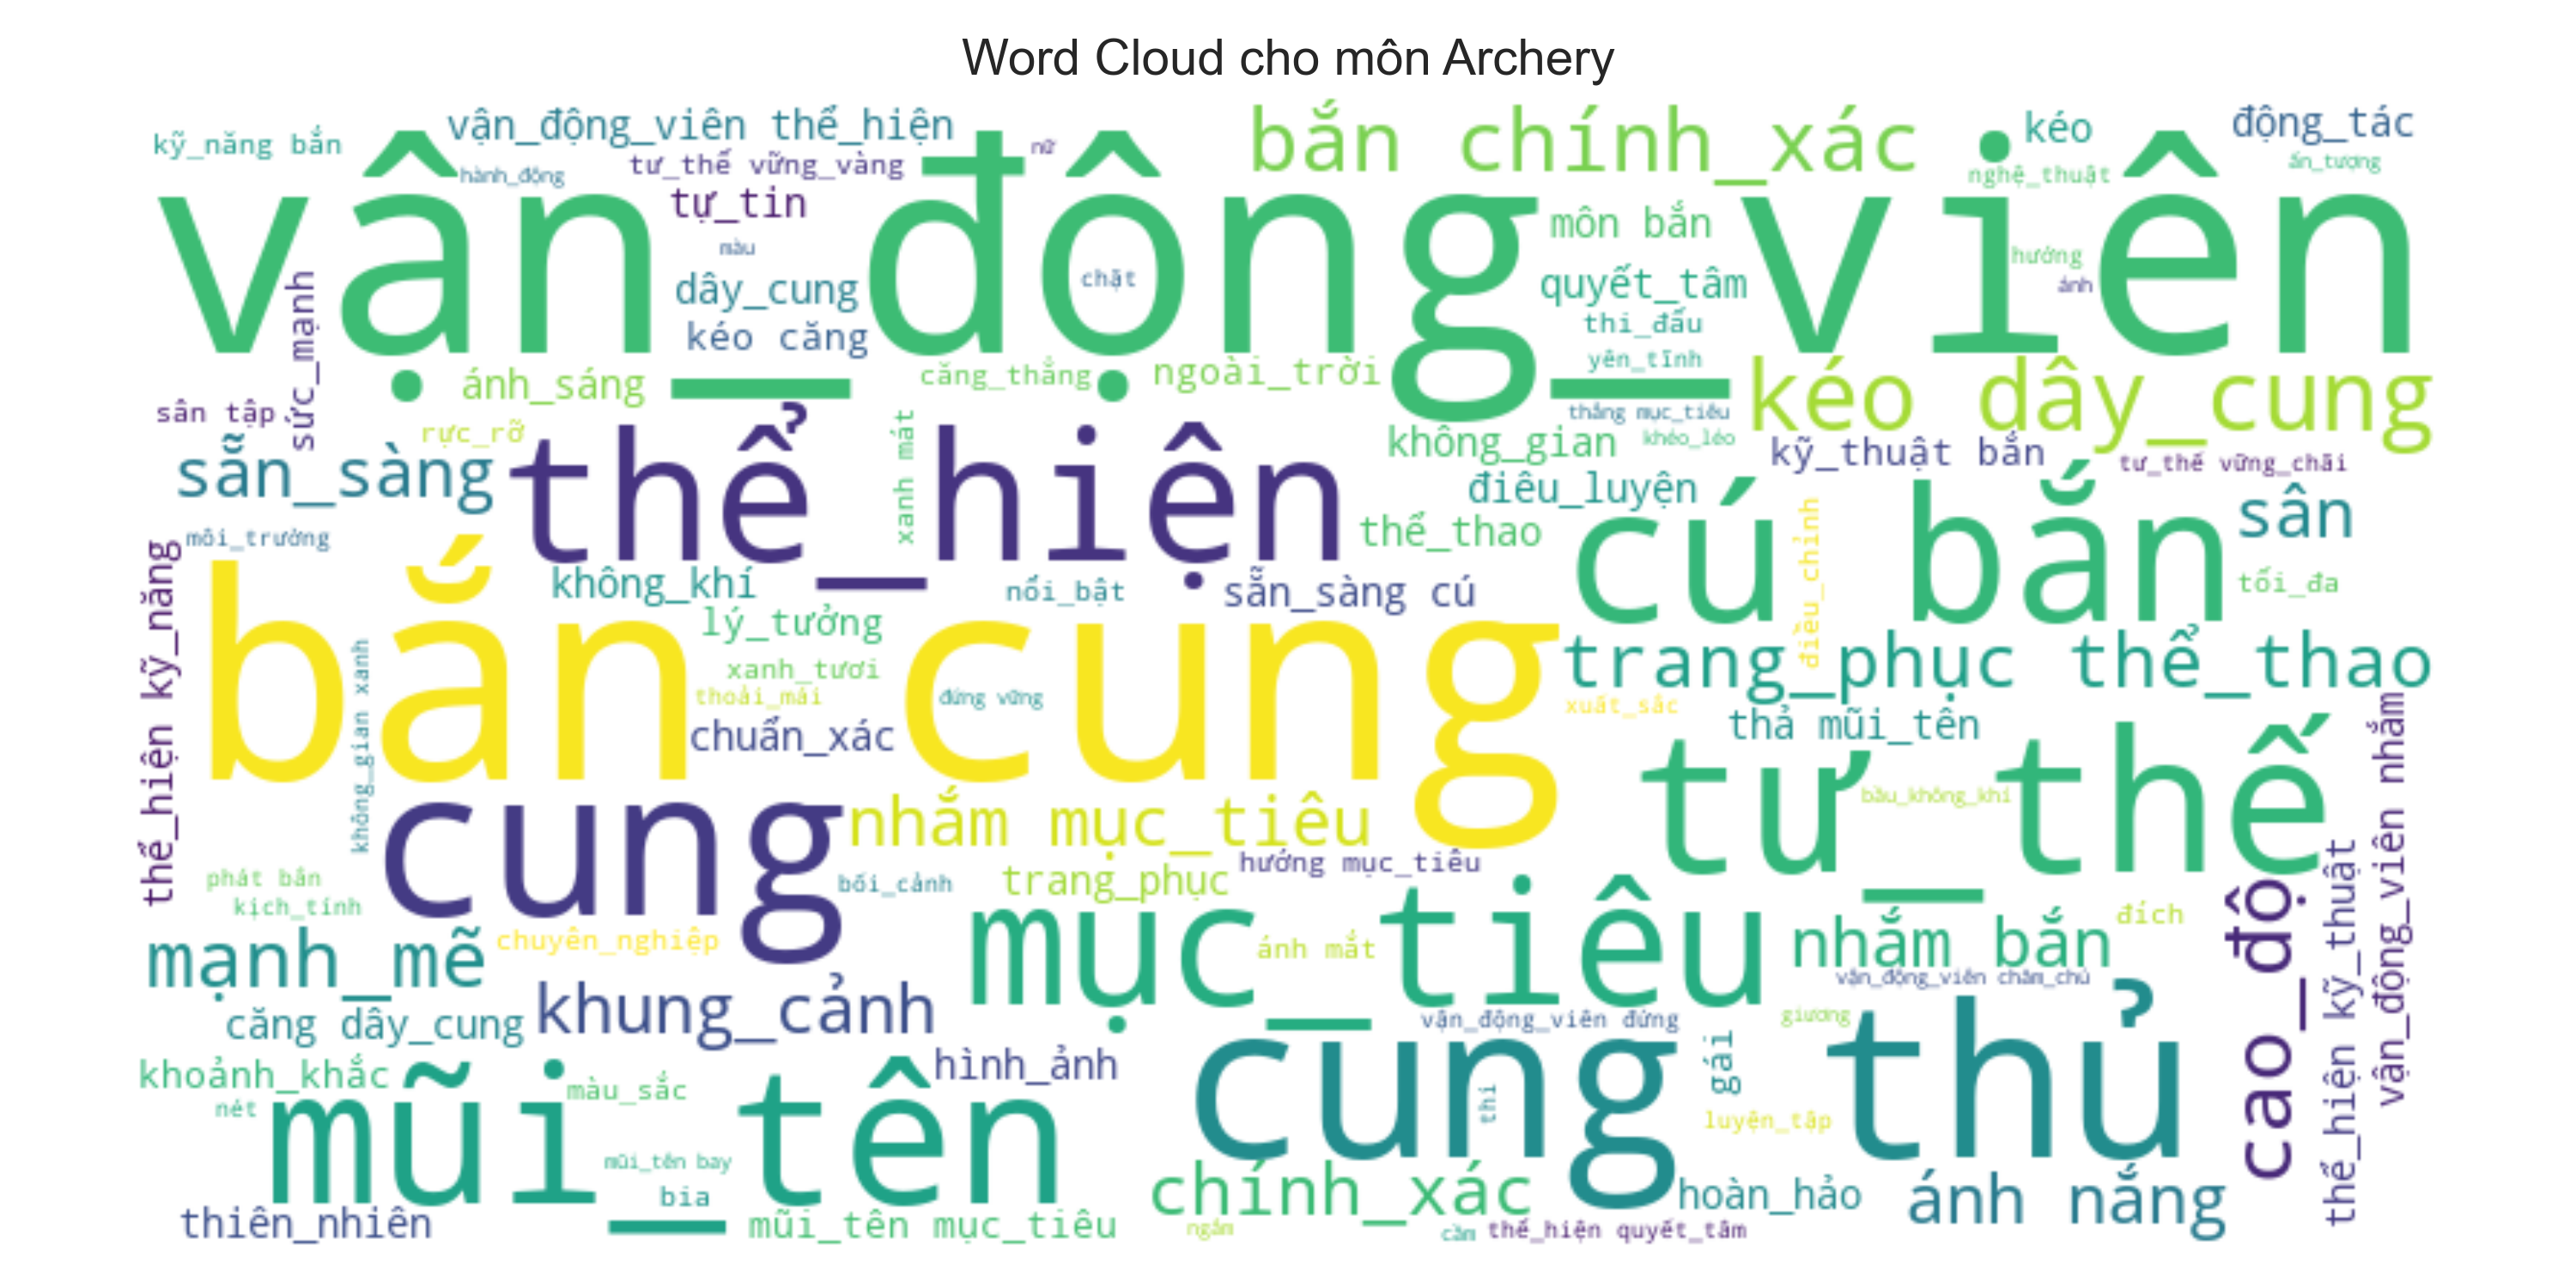 Word Cloud cho môn Archery
kỹ_năng bắn
vận_động_viên thể_hiện
bắn chính_xác
kéo
động_tác
hành_động
tư_thế vững_vàng
nữ
nghệ_thuật
ấn_tượng
vận_động_viên
tự_tin
môn bắn
màu
chặt
hướng
ánh
dây_cung
quyết_tâm
kéo căng
thi_đấu
sức_mạnh
yên_tĩnh
ánh_sáng
căng_thẳng
ngoài_trời
kéo dây_cung
sân tập
thẳng mục_tiêu
rực_rỡ
xanh mát
không_gian
khéo_léo
kỹ_thuật bắn
tư_thế vững_chãi
sẵn_sàng
thể_hiện
điêu_luyện
cú bắn
sân
môi_trường
thể_thao
điều_chỉnh
không_khí
nổi_bật
sẵn_sàng cú
tối_đa
thể_hiện kỹ_năng
bắn cung
lý_tưởng
xanh_tươi
trang_phục thể_thao
không_gian xanh
thoải_mái
đứng vững
xuất_sắc
chuẩn_xác
thả mũi_tên
tư_thế
bầu_không_khí
vận_động_viên nhắm
cung
nhắm mục_tiêu
hướng mục_tiêu
phát bắn
bối_cảnh
trang_phục
kịch_tính
mục_tiêu
nhắm bắn
đích
cao_độ
thể_hiện kỹ_thuật
mạnh_mẽ
chuyên_nghiệp
ánh mắt
vận_động_viên chăm_chú
khung_cảnh
căng dây_cung
vận_động_viên đứng
giương
khoảnh_khắc
hình_ảnh
cung thủ
gái
nét
mũi_tên
màu_sắc
thi
luyện_tập
mũi_tên bay
bia
chính_xác
hoàn_hảo
ánh nắng
thiên_nhiên
mũi_tên mục_tiêu
ngắm
cầm
thể_hiện quyết_tâm